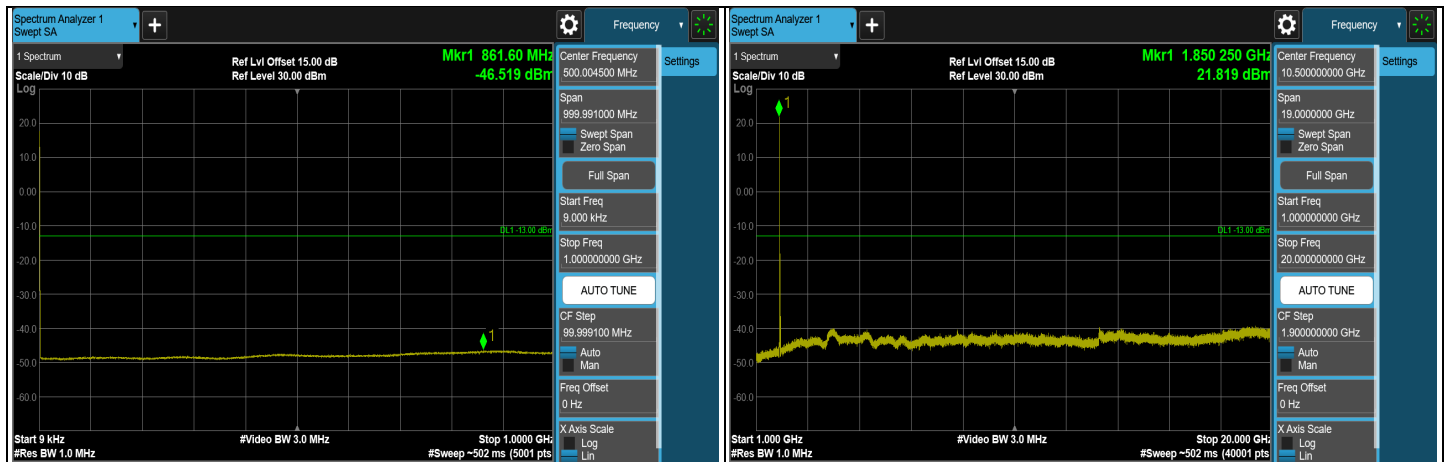 Spectrum Analyzer 1
Swept SA
+
Frequency
1 Spectrum
Scale/Div 10 dB
Log
Ref Lvl Offset 15.00 dB
Ref Level 30.00 dBm
Mkr1 861.60 MHz
-46.519 dBm
1
20.0
10.0
0.00
-10.0
-20.0
-30.0
-40.0
-50.0
-60.0
DL1 -13.00 dBm
Start 9 kHz
#Res BW 1.0 MHz
#Video BW 3.0 MHz
Stop 1.0000 GHz
#Sweep ~502 ms (5001 pts
Center Frequency
500.004500 MHz
Span
999.991000 MHz
Swept Span
Zero Span
Full Span
Start Freq
9.000 kHz
Stop Freq
1.000000000 GHz
AUTO TUNE
CF Step
99.999100 MHz
Auto
Man
Freq Offset
0 Hz
X Axis Scale
Log
Lin
Settings
Spectrum Analyzer 1
Swept SA
+
Frequency
1 Spectrum
Scale/Div 10 dB
Log
Ref Lvl Offset 15.00 dB
Ref Level 30.00 dBm
Mkr1 1.850 250 GHz
21.819 dBm
1
20.0
10.0
0.00
-10.0
-20.0
-30.0
-40.0
-50.0
-60.0
DL1 -13.00 dBm
Start 1.000 GHz
#Res BW 1.0 MHz
#Video BW 3.0 MHz
Stop 20.000 GHz
#Sweep ~502 ms (40001 pts
Center Frequency
10.500000000 GHz
Span
19.0000000 GHz
Swept Span
Zero Span
Full Span
Start Freq
1.000000000 GHz
Stop Freq
20.000000000 GHz
AUTO TUNE
CF Step
1.900000000 GHz
Auto
Man
Freq Offset
0 Hz
X Axis Scale
Log
Lin
Settings